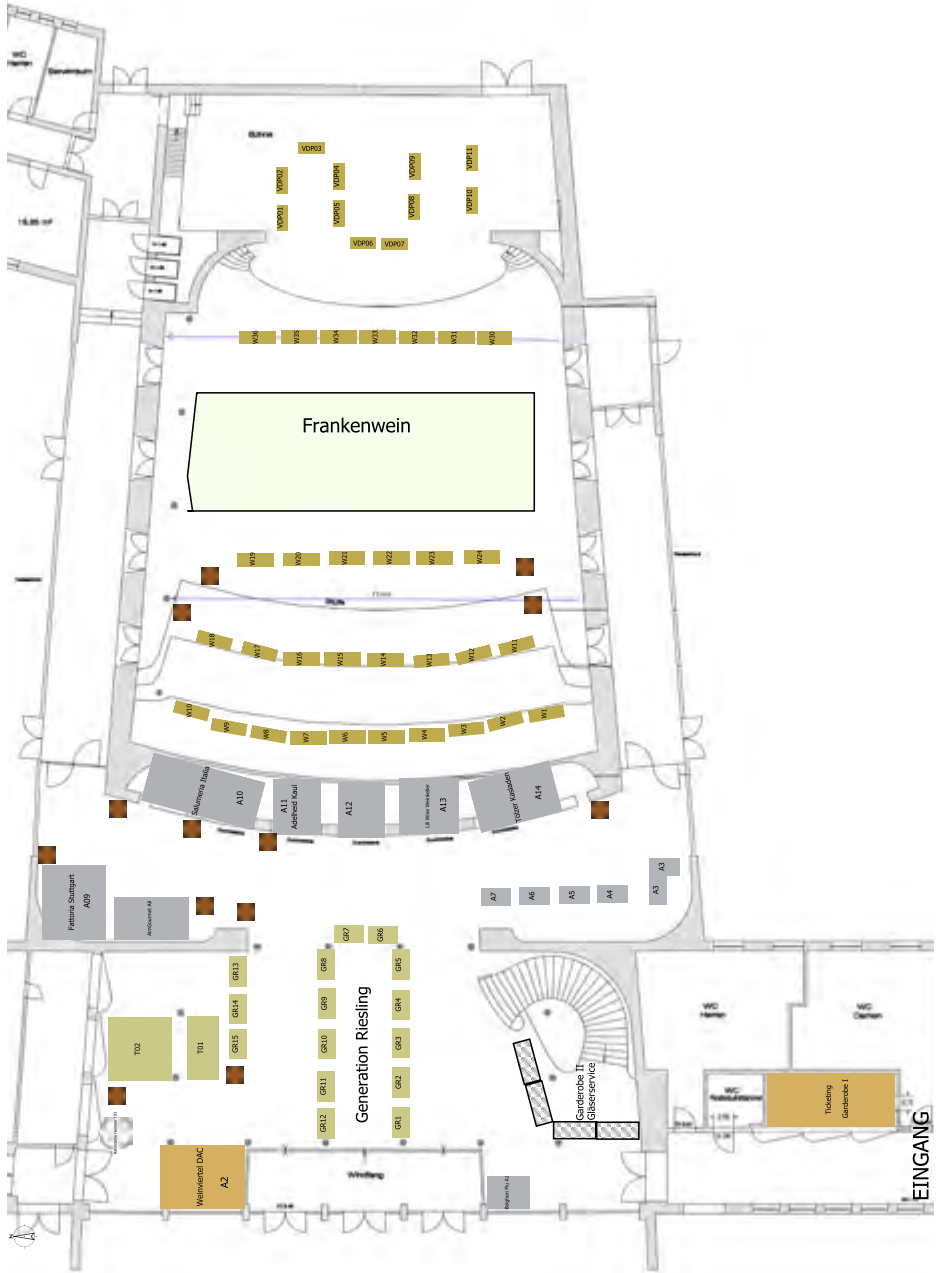 WC
Herren
Serverraum
Bühne
VDP03
VDP02
VDP04
VDP09
VDP11
VDP01
VDP05
VDP08
VDP10
VDP06
VDP07
W36
W35
W34
W33
W32
W31
W30
Frankenwein
W19
W20
W21
W22
W23
W24
W18
W17
W16
W15
W14
W13
W12
W11
W10
W9
W8
W7
W6
W5
W4
W3
W2
W1
Salumeria Italia
A10
A11
Adelheid Kaul
A12
A13
Tölzer Kasladen
A14
Fattoria Stuttgart
A09
A7
A6
A5
A4
A3
A3
GR7
GR6
GR13
GR8
GR5
GR14
GR9
GR4
T02
T01
GR15
GR10
GR3
Generation Riesling
GR11
GR2
GR12
GR1
Garderobe II
Gläserservice
WC
Herren
WC
Damen
WC
Ticketing
Garderobe I
Weinviertel DAC
A2
Windfang
Bolgheri Più A1
EINGANG
N